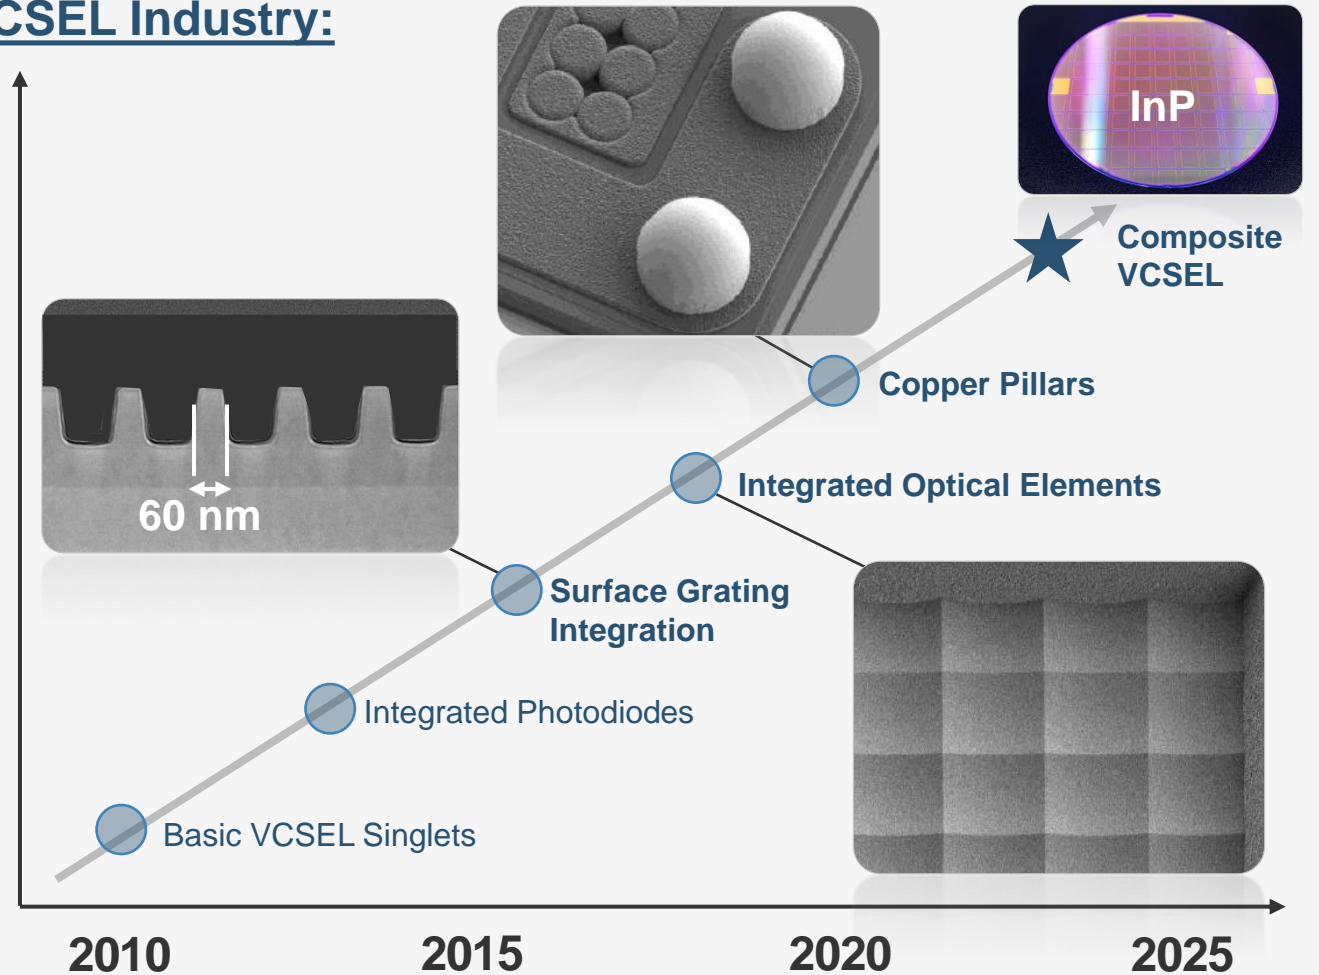 CSEL Industry:
InP
Composite
VCSEL
Copper Pillars
Integrated Optical Elements
60 nm
Surface Grating
Integration
Integrated Photodiodes
Basic VCSEL Singlets
2010
2015
2020
2025